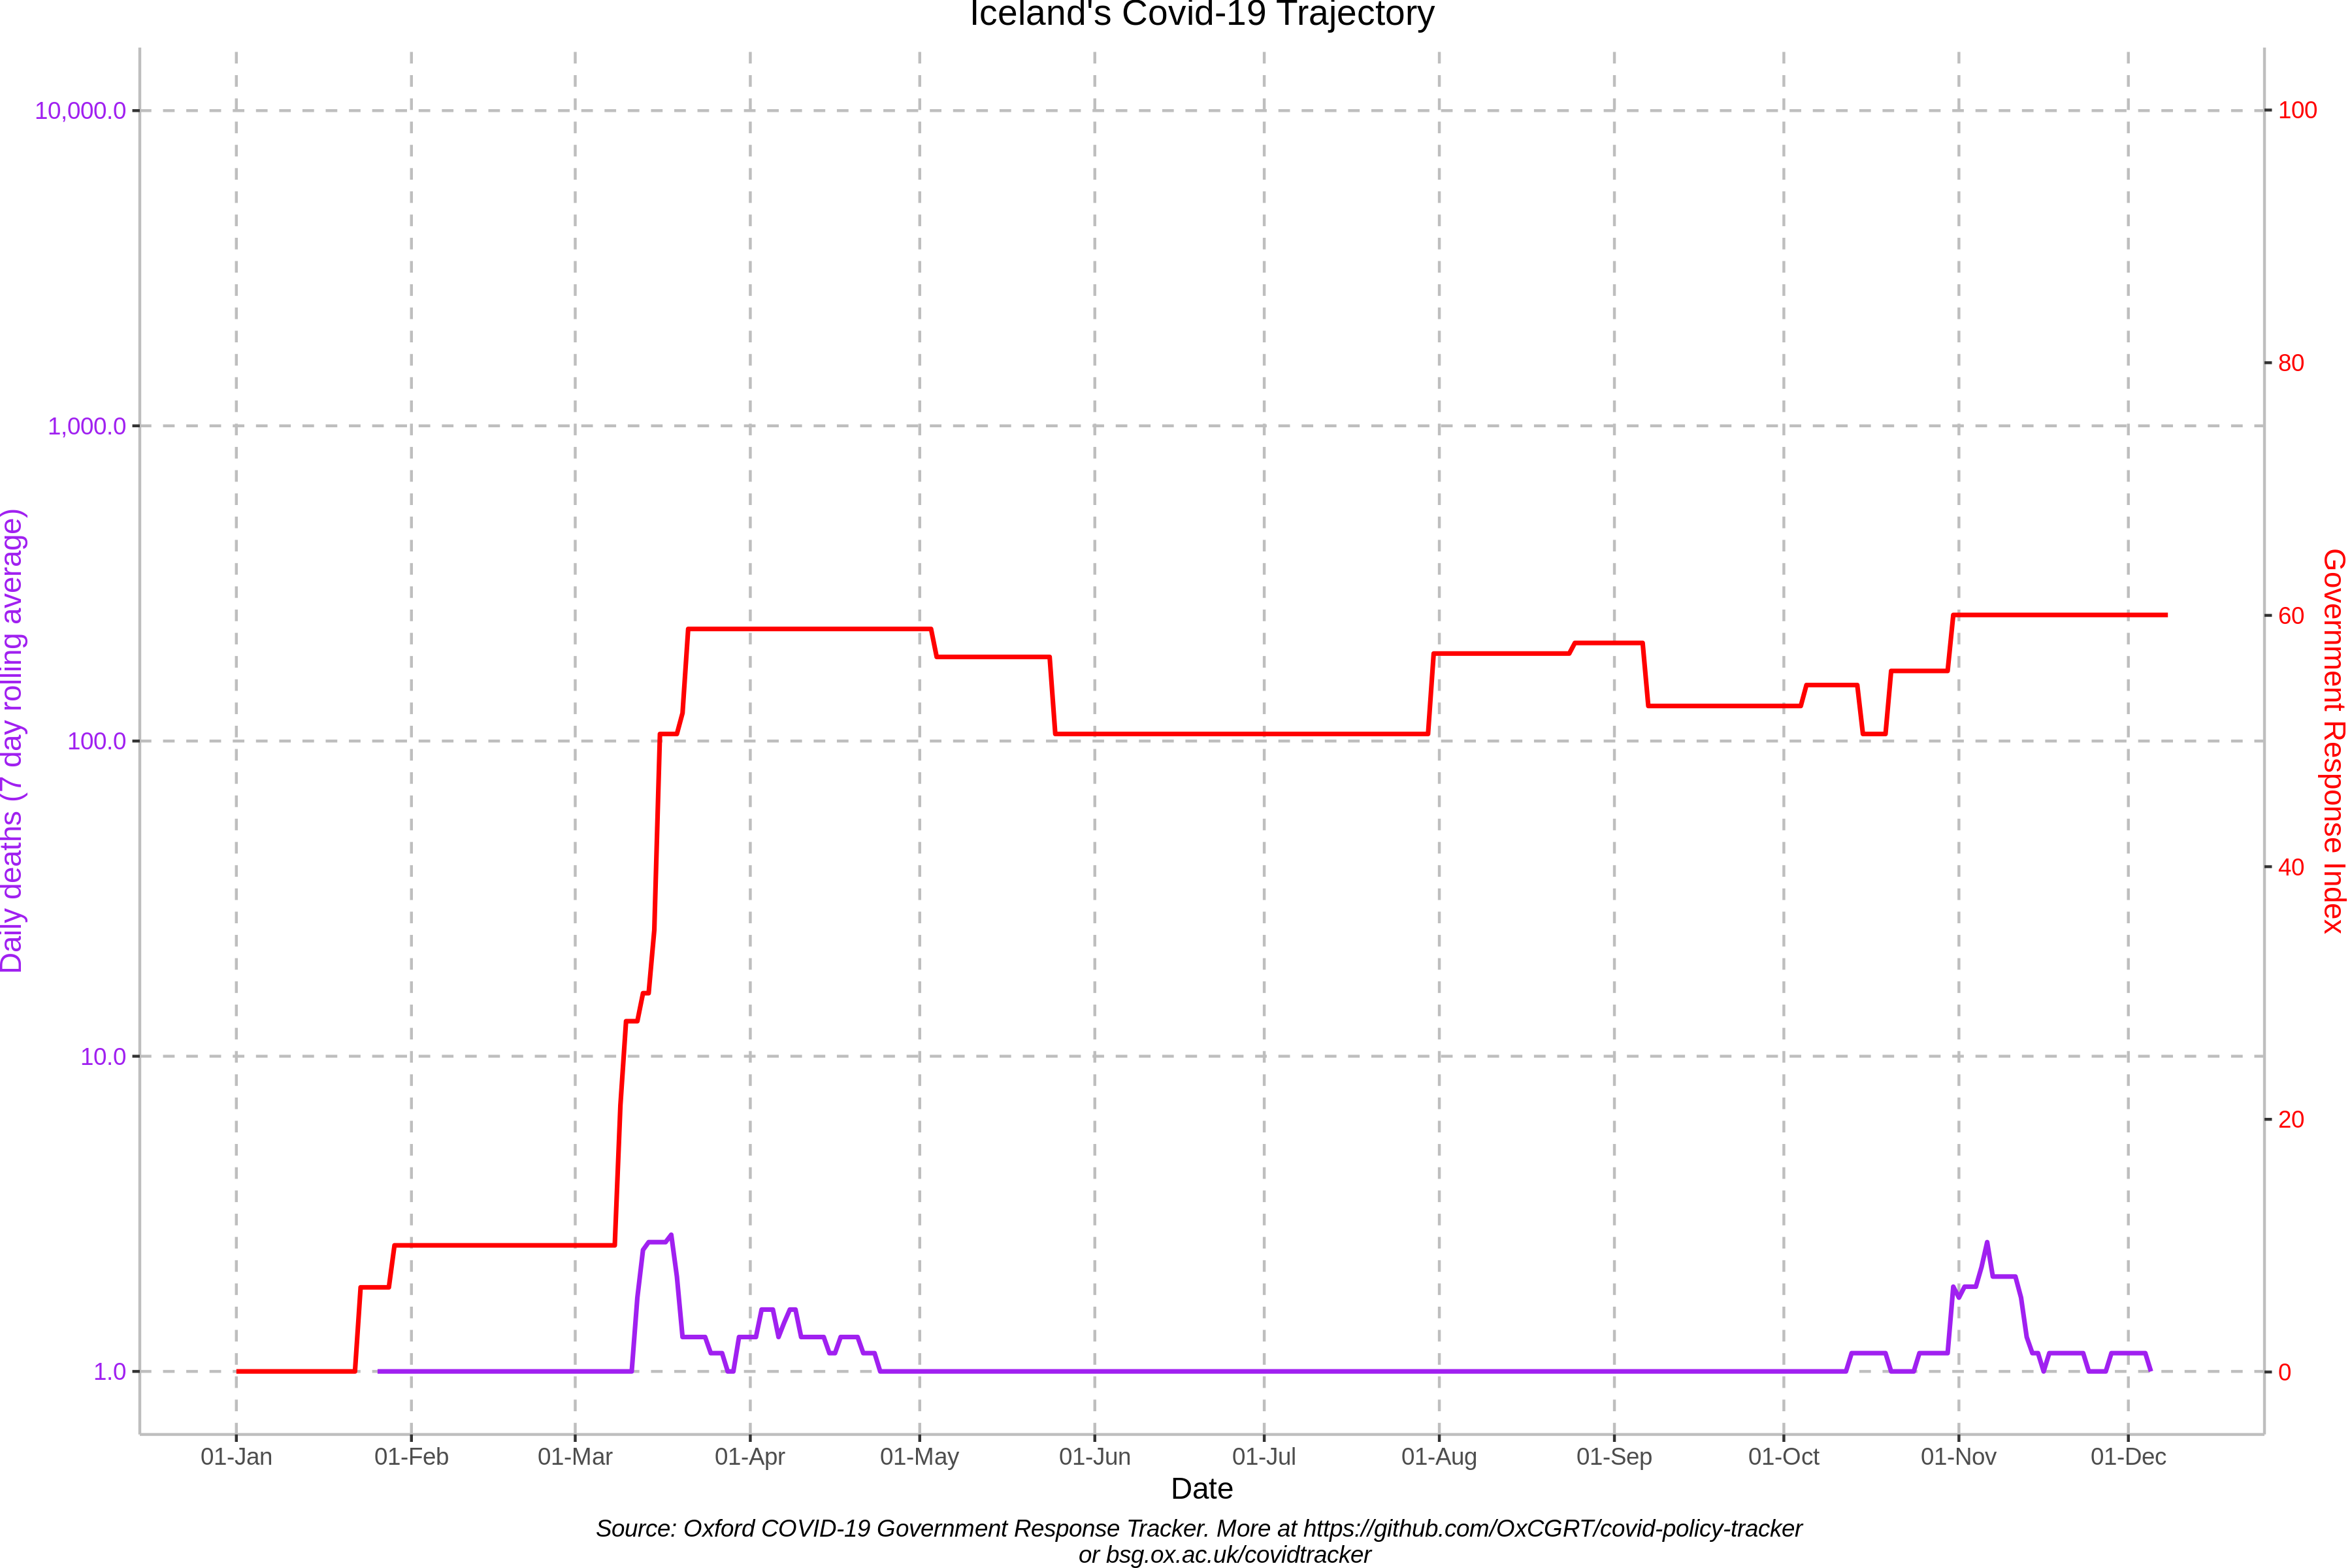 Iceland's Covid-19 Trajectory
10,000.0
1,000.0
100.0
10.0
1.0
Daily deaths (7 day rolling average)
100
80
60
40
20
0
Government Response Index
01-Jan 01-Feb 01-Mar 01-Apr 01-May 01-Jun 01-Jul 01-Aug 01-Sep 01-Oct 01-Nov 01-Dec
Date
Source: Oxford COVID-19 Government Response Tracker. More at https://github.com/OxCGRT/covid-policy-tracker
or bsg.ox.ac.uk/covidtracker